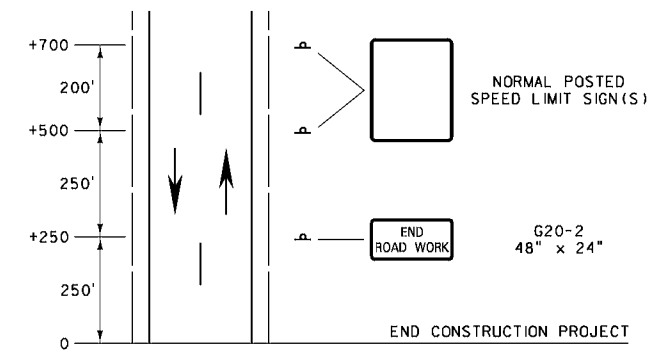 +700
200'
NORMAL POSTED
SPEED LIMIT SIGN(S)
+500
250'
+250
END
ROAD WORK
G20-2
48" x 24"
250'
END CONSTRUCTION PROJECT
0